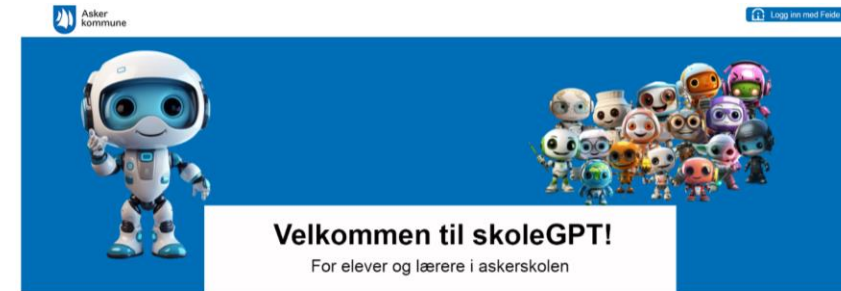 Asker
kommune
Logg inn med Feide
Velkommen til skoleGPT!
For elever og lærere i askerskolen